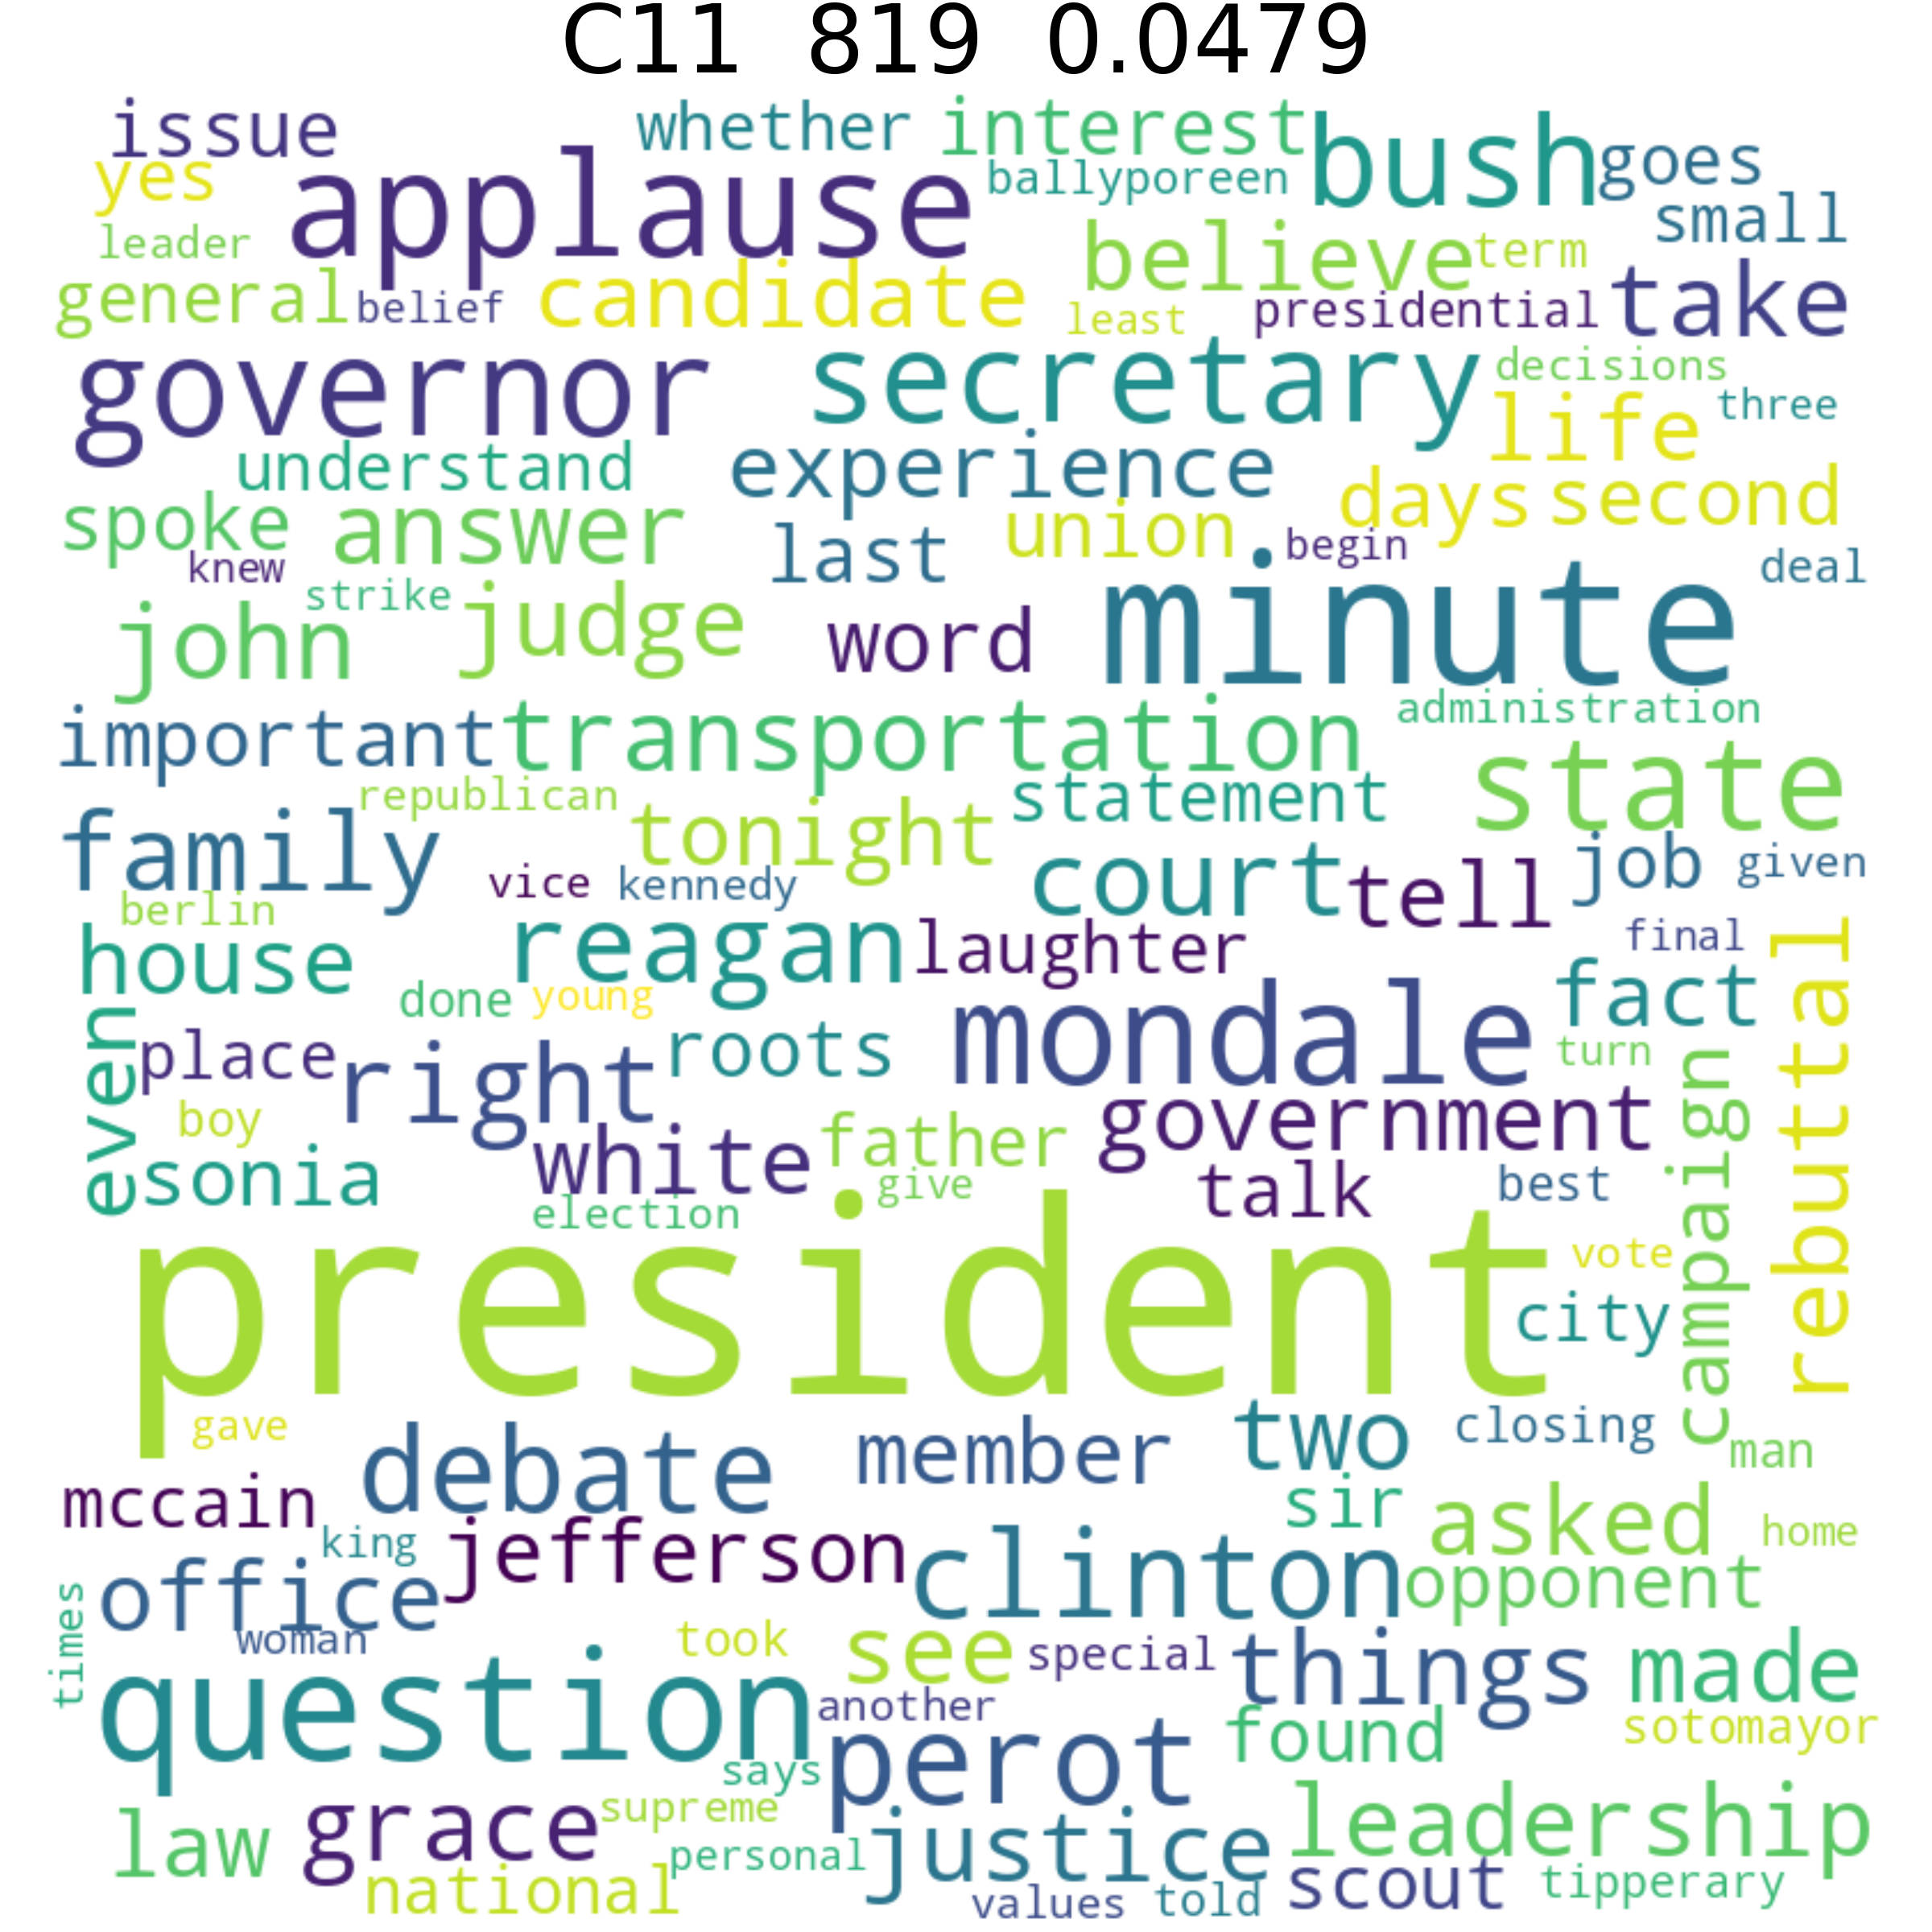 C11 819 0.0479
issue whether interest bush goes
yes applause ballyporeen small
leader believe term
general belief candidate least presidential take
governor secretary decisions
life three
understand experience days second
spoke answer last union begin deal
knew strike minute
john judge word
important transportation administration
republican statement state
family tonight job given
vice kennedy court tell
berlin reagan laughter final
house done young mondale fact rebuttal
even place right roots turn campaign
boy white father government
sonia give talk best
election
president vote
city
gave debate member two closing man
mccain sir asked home
king jefferson clinton opponent
office times
woman took see special things made
question another found sotomayor
says perot
law grace supreme justice leadership
personal scout tipperary
national values told